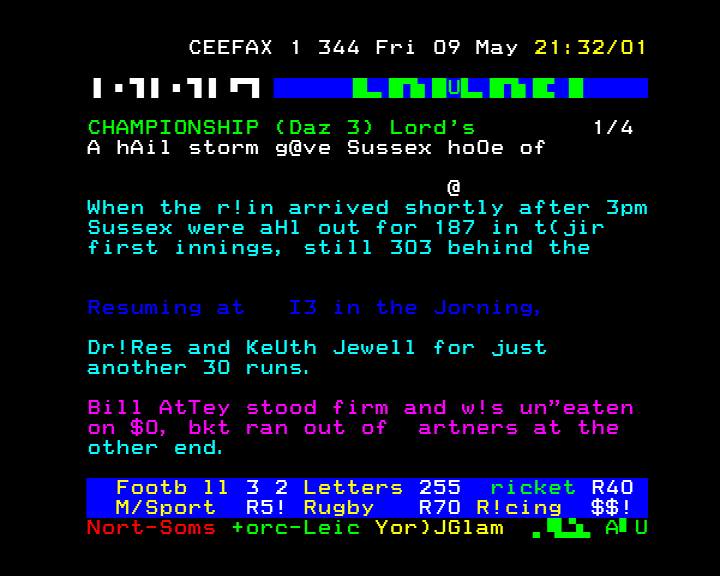 CEEFAX 1 344 Fri 09 May 21:32/01
CHAMPIONSHIP (Daz 3) Lord's 1/4
A hAil storm g@ve Sussex hoOe of
@
When the r!in arrived shortly after 3pm
Sussex were aHl out for 187 in t(jir
first innings, still 303 behind the
Resuming at I3 in the Jorning,
Dr!Res and KeUth Jewell for just
another 30 runs.
Bill AtTey stood firm and w!s un"eaten
on $0, bkt ran out of artners at the
other end.
Footb ll 3 2 Letters 255 ricket R40
M/Sport R5! Rugby R70 R!cing $$!
Nort-Soms +orc-Leic Yor)JGlam A U